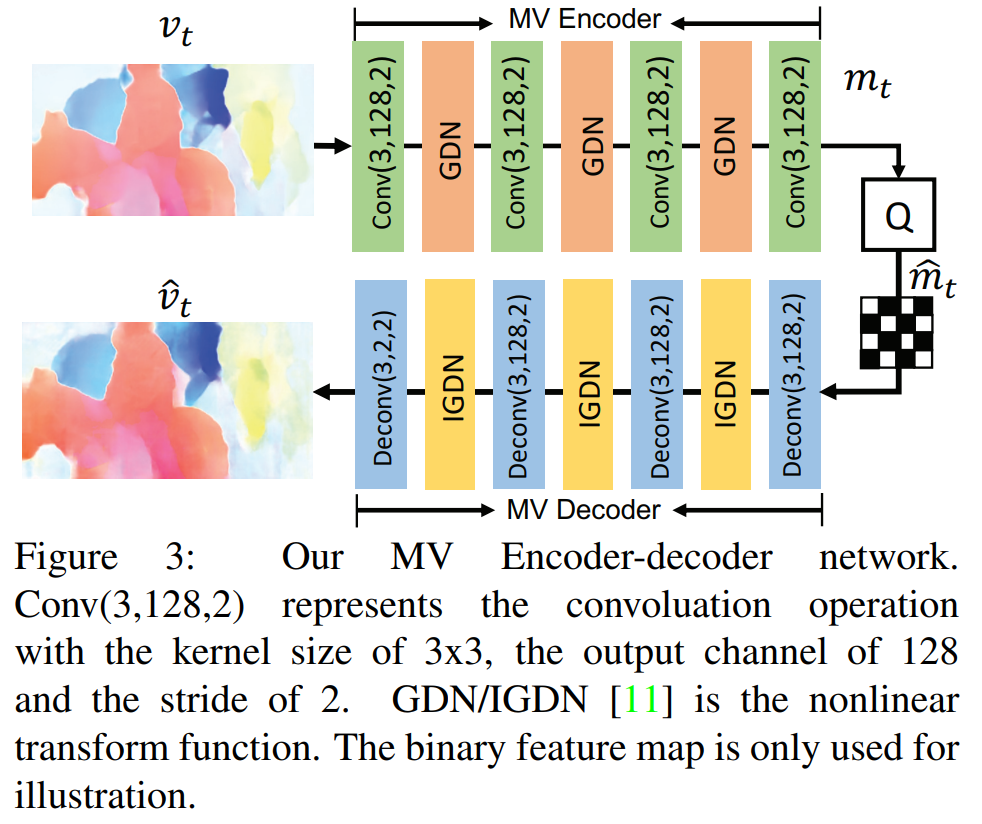 MV Encoder
v_t
m_t
Conv(3,128,2)
GDN
Conv(3,128,2)
GDN
Conv(3,128,2)
GDN
Conv(3,128,2)
Q
m̂_t
v̂_t
Deconv(3,2,2)
IGDN
Deconv(3,128,2)
IGDN
Deconv(3,128,2)
IGDN
Deconv(3,128,2)
MV Decoder
Figure 3: Our MV Encoder-decoder network.
Conv(3,128,2) represents the convoluation operation
with the kernel size of 3x3, the output channel of 128
and the stride of 2. GDN/IGDN [11] is the nonlinear
transform function. The binary feature map is only used for
illustration.